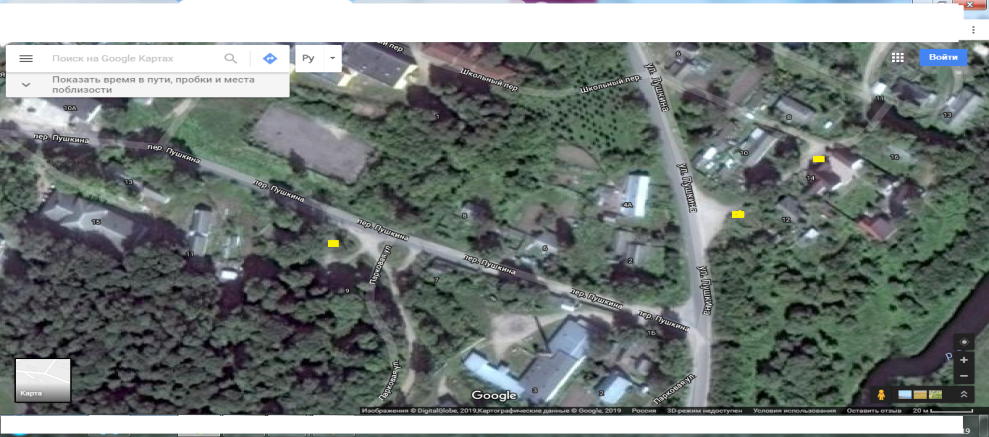 Поиск на Google Картах
Ру
Войти
Показать время в пути, пробки и места
поблизости
Школьный пер
Школьный пер
ул. Пушкина
6
5
10А
8
11
13
пер. Пушкина
пер. Пушкина
10
16
13
пер. Пушкина
14
ул. Пушкина
15
8
4А
12
пер. Пушкина
11
6
2
Парковая ул
пер. Пушкина
7
9
ул. Пушкина
пер. Пушкина
пер. Пушкина
1Б
Р
Карта
Парковая ул
Парковая ул
3
2
Google
Изображения © DigitalGlobe, 2019,Картографические данные © Google, 2019 Россия 3D-режим недоступен Условия использования Оставить отзыв 20 м
19